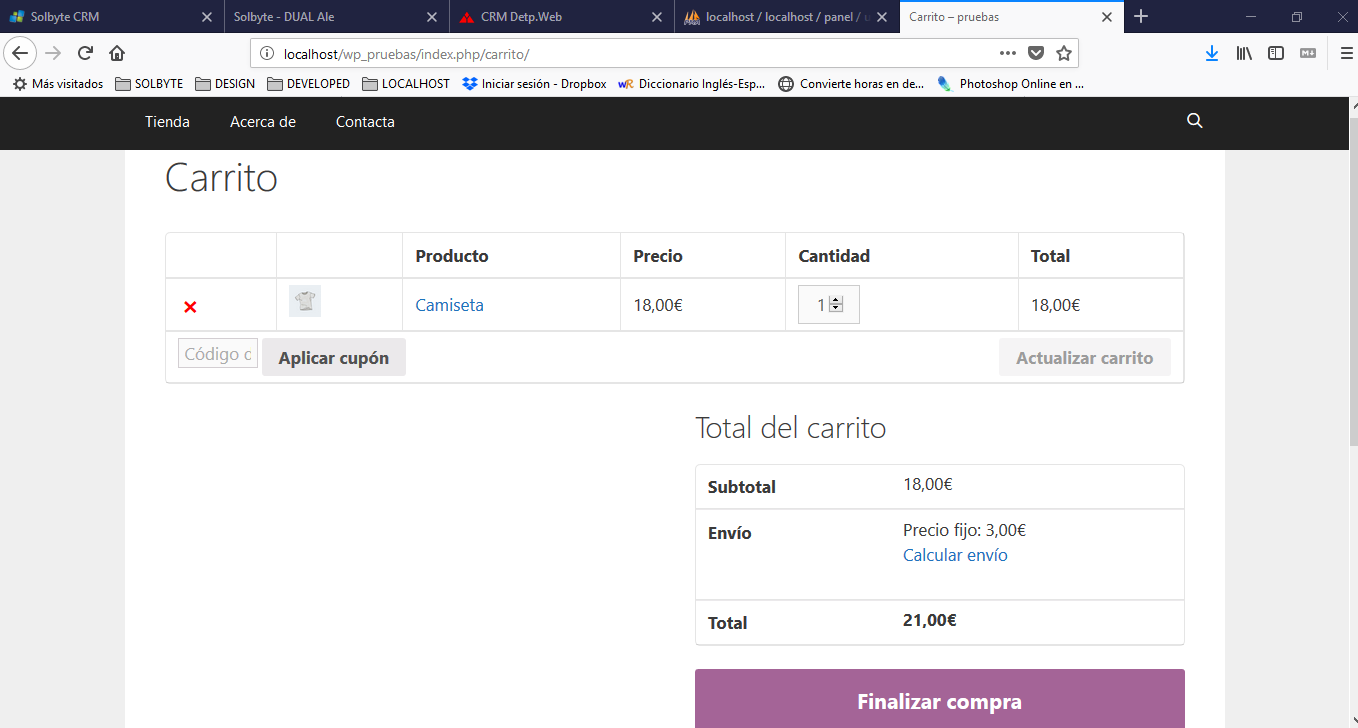 Solbyte CRM
Solbyte - DUAL Ale
CRM Detp.Web
localhost / localhost / panel / u
Carrito – pruebas
localhost/wp_pruebas/index.php/carrito/
Más visitados
SOLBYTE
DESIGN
DEVELOPED
LOCALHOST
Iniciar sesión - Dropbox
wR Diccionario Inglés-Esp...
Convierte horas en de...
Photoshop Online en ...
Tienda
Acerca de
Contacta
Carrito
Producto Precio Cantidad Total
Camiseta 18,00€ 1 18,00€
Código c
Aplicar cupón
Actualizar carrito
Total del carrito
Subtotal 18,00€
Envío Precio fijo: 3,00€
Calcular envío
Total 21,00€
Finalizar compra